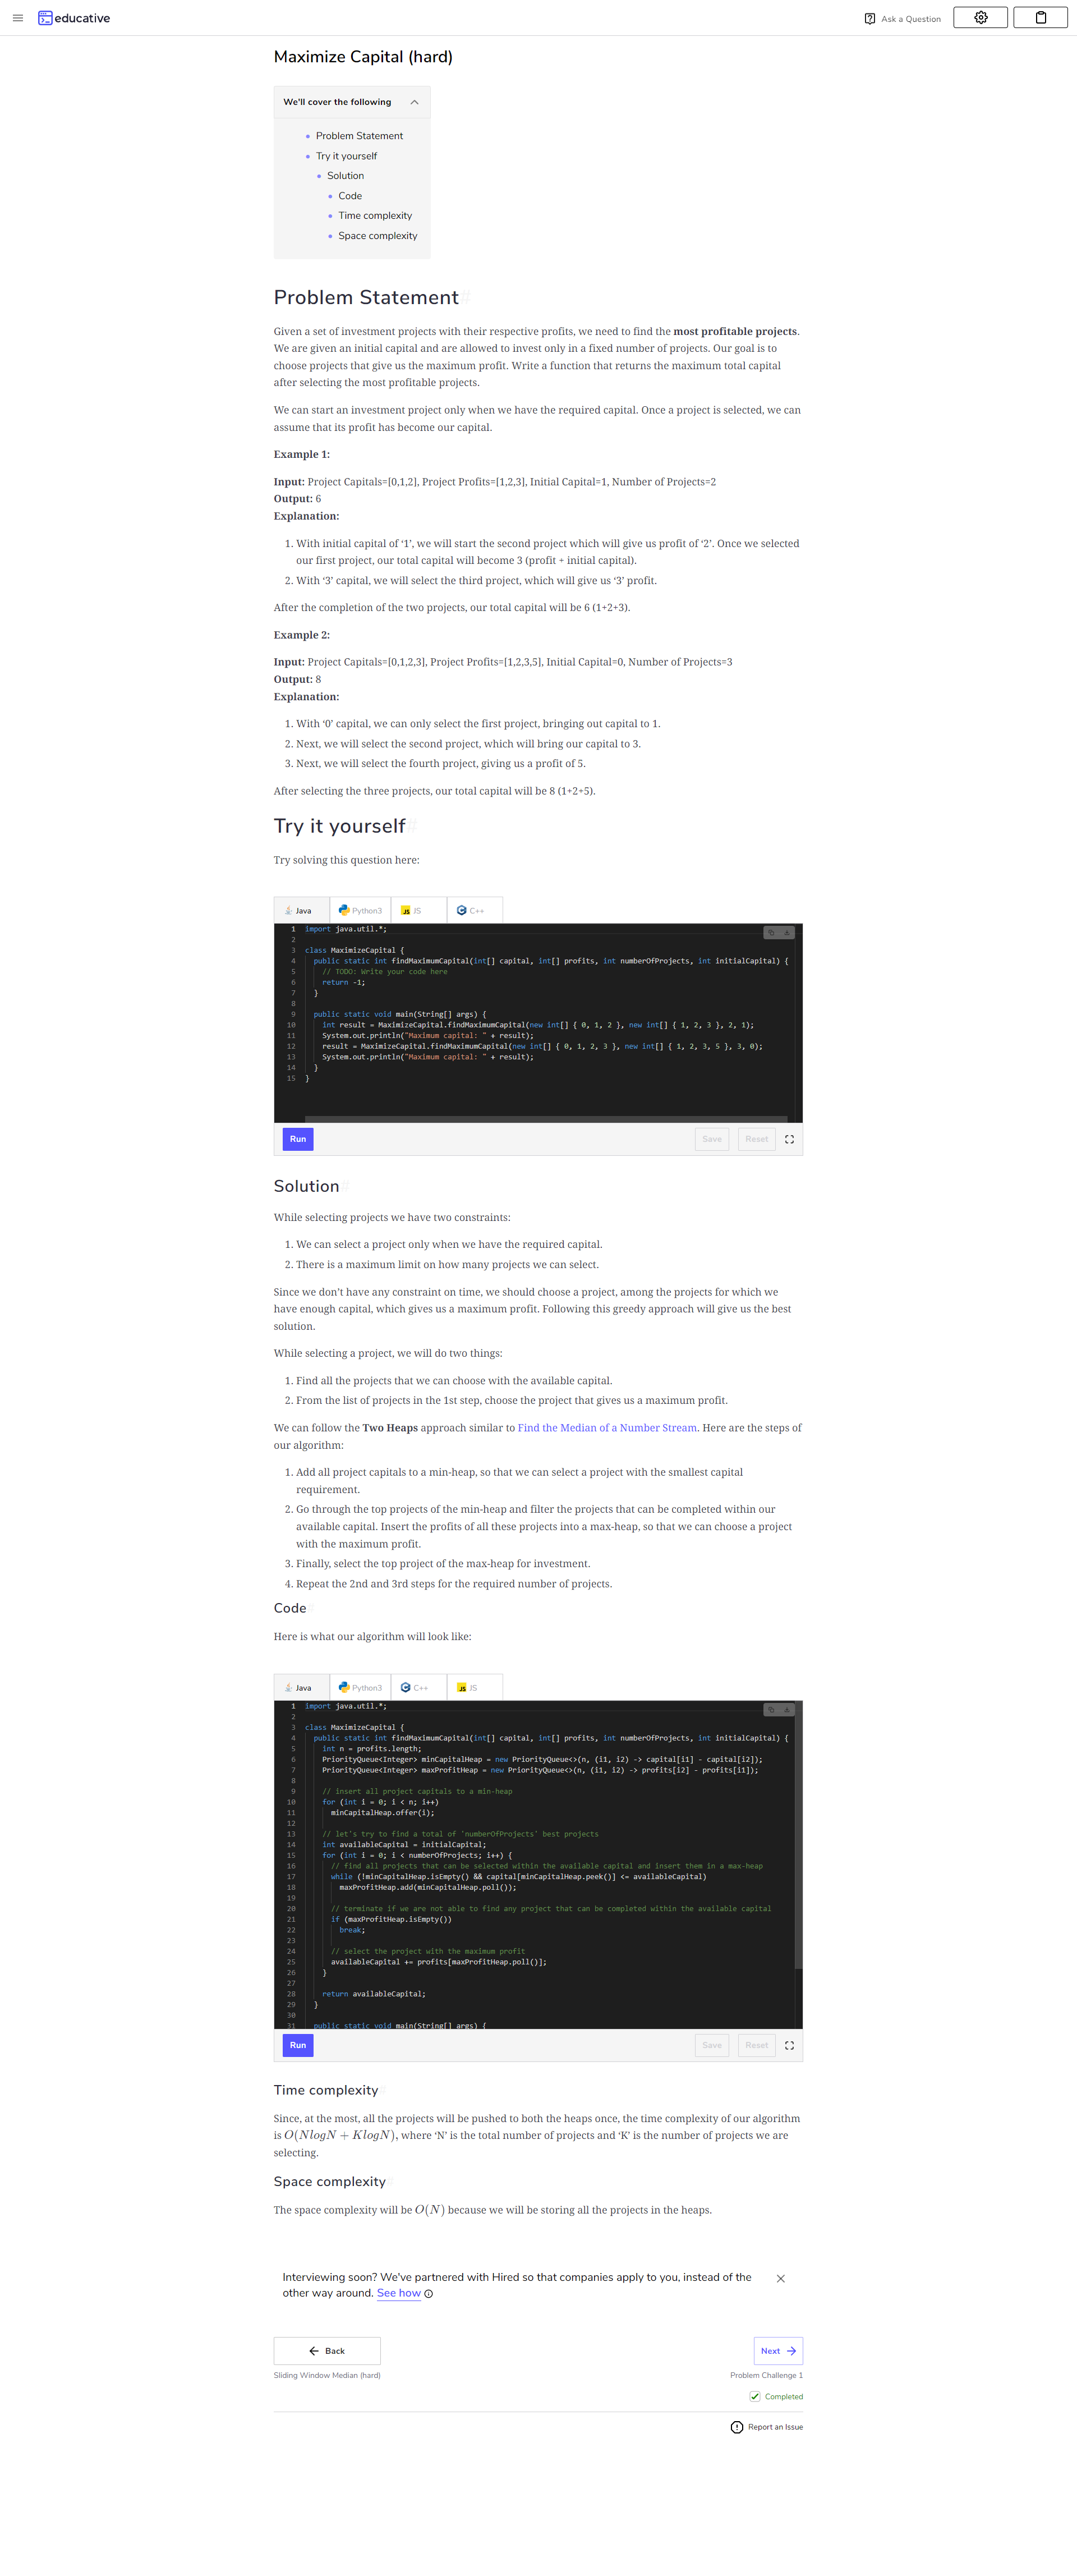 educative
Ask a Question
Maximize Capital (hard)
We'll cover the following
Problem Statement
Try it yourself
Solution
Code
Time complexity
Space complexity
Problem Statement#
Given a set of investment projects with their respective profits, we need to find the most profitable projects.
We are given an initial capital and are allowed to invest only in a fixed number of projects. Our goal is to
choose projects that give us the maximum profit. Write a function that returns the maximum total capital
after selecting the most profitable projects.
We can start an investment project only when we have the required capital. Once a project is selected, we can
assume that its profit has become our capital.
Example 1:
Input: Project Capitals=[0,1,2], Project Profits=[1,2,3], Initial Capital=1, Number of Projects=2
Output: 6
Explanation:
1. With initial capital of ‘1’, we will start the second project which will give us profit of ‘2’. Once we selected
our first project, our total capital will become 3 (profit + initial capital).
2. With ‘3’ capital, we will select the third project, which will give us ‘3’ profit.
After the completion of the two projects, our total capital will be 6 (1+2+3).
Example 2:
Input: Project Capitals=[0,1,2,3], Project Profits=[1,2,3,5], Initial Capital=0, Number of Projects=3
Output: 8
Explanation:
1. With ‘0’ capital, we can only select the first project, bringing out capital to 1.
2. Next, we will select the second project, which will bring our capital to 3.
3. Next, we will select the fourth project, giving us a profit of 5.
After selecting the three projects, our total capital will be 8 (1+2+5).
Try it yourself#
Try solving this question here:
Java Python3 JS JS C++
1 import java.util.*;
2
3 class MaximizeCapital {
4 public static int findMaximumCapital(int[] capital, int[] profits, int numberOfProjects, int initialCapital) {
5 // TODO: Write your code here
6 return -1;
7 }
8
9 public static void main(String[] args) {
10 int result = MaximizeCapital.findMaximumCapital(new int[] { 0, 1, 2 }, new int[] { 1, 2, 3 }, 2, 1);
11 System.out.println("Maximum capital: " + result);
12 result = MaximizeCapital.findMaximumCapital(new int[] { 0, 1, 2, 3 }, new int[] { 1, 2, 3, 5 }, 3, 0);
13 System.out.println("Maximum capital: " + result);
14 }
15 }
Run Save Reset
Solution#
While selecting projects we have two constraints:
1. We can select a project only when we have the required capital.
2. There is a maximum limit on how many projects we can select.
Since we don’t have any constraint on time, we should choose a project, among the projects for which we
have enough capital, which gives us a maximum profit. Following this greedy approach will give us the best
solution.
While selecting a project, we will do two things:
1. Find all the projects that we can choose with the available capital.
2. From the list of projects in the 1st step, choose the project that gives us a maximum profit.
We can follow the Two Heaps approach similar to Find the Median of a Number Stream. Here are the steps of
our algorithm:
1. Add all project capitals to a min-heap, so that we can select a project with the smallest capital
requirement.
2. Go through the top projects of the min-heap and filter the projects that can be completed within our
available capital. Insert the profits of all these projects into a max-heap, so that we can choose a project
with the maximum profit.
3. Finally, select the top project of the max-heap for investment.
4. Repeat the 2nd and 3rd steps for the required number of projects.
Code#
Here is what our algorithm will look like:
Java Python3 C++ JS JS
1 import java.util.*;
2
3 class MaximizeCapital {
4 public static int findMaximumCapital(int[] capital, int[] profits, int numberOfProjects, int initialCapital) {
5 int n = profits.length;
6 PriorityQueue<Integer> minCapitalHeap = new PriorityQueue<>(n, (i1, i2) -> capital[i1] - capital[i2]);
7 PriorityQueue<Integer> maxProfitHeap = new PriorityQueue<>(n, (i1, i2) -> profits[i2] - profits[i1]);
8
9 // insert all project capitals to a min-heap
10 for (int i = 0; i < n; i++)
11 minCapitalHeap.offer(i);
12
13 // let's try to find a total of 'numberOfProjects' best projects
14 int availableCapital = initialCapital;
15 for (int i = 0; i < numberOfProjects; i++) {
16 // find all projects that can be selected within the available capital and insert them in a max-heap
17 while (!minCapitalHeap.isEmpty() && capital[minCapitalHeap.peek()] <= availableCapital)
18 maxProfitHeap.add(minCapitalHeap.poll());
19
20 // terminate if we are not able to find any project that can be completed within the available capital
21 if (maxProfitHeap.isEmpty())
22 break;
23
24 // select the project with the maximum profit
25 availableCapital += profits[maxProfitHeap.poll()];
26 }
27
28 return availableCapital;
29 }
30
31 public static void main(String[] args) {
Run Save Reset
Time complexity#
Since, at the most, all the projects will be pushed to both the heaps once, the time complexity of our algorithm
is O(NlogN + KlogN), where ‘N’ is the total number of projects and ‘K’ is the number of projects we are
selecting.
Space complexity#
The space complexity will be O(N) because we will be storing all the projects in the heaps.
Interviewing soon? We've partnered with Hired so that companies apply to you, instead of the
other way around. See how
Back Next
Sliding Window Median (hard) Problem Challenge 1
Completed
Report an Issue